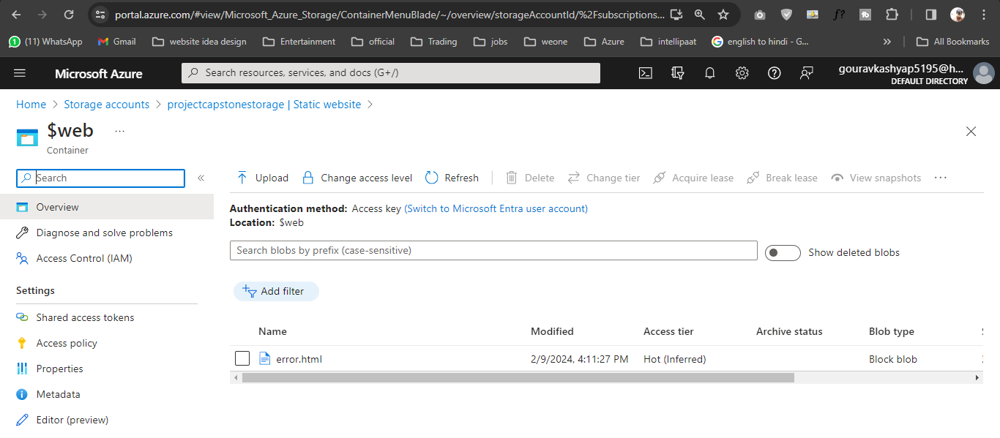 portal.azure.com/#view/Microsoft_Azure_Storage/ContainerMenuBlade/~/overview/storageAccountId/%2Fsubscriptions...
f?
(11) WhatsApp
Gmail
website idea design
Entertainment
official
Trading
jobs
weone
Azure
intellipaat
english to hindi - G...
»
All Bookmarks
Microsoft Azure
Search resources, services, and docs (G+/)
gouravkashyap5195@h...
DEFAULT DIRECTORY
Home > Storage accounts > projectcapstonestorage | Static website >
$web ...
Container
Search
Upload
Change access level
Refresh
Delete
Change tier
Acquire lease
Break lease
View snapshots
...
Overview
Diagnose and solve problems
Access Control (IAM)
Settings
Shared access tokens
Access policy
Properties
Metadata
Editor (preview)
Authentication method: Access key (Switch to Microsoft Entra user account)
Location: $web
Search blobs by prefix (case-sensitive)
Show deleted blobs
Add filter
Name Modified Access tier Archive status Blob type
error.html 2/9/2024, 4:11:27 PM Hot (Inferred) Block blob